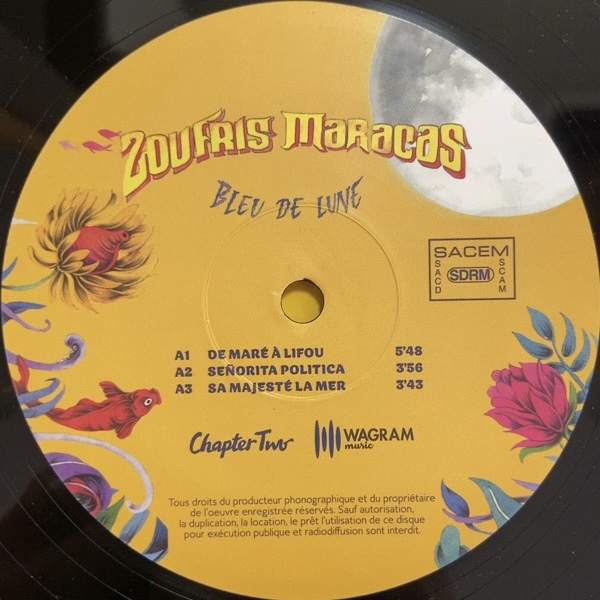 ZOUFRIS MARACAS
BLEU DE LUNE
SACEM
SACD
SDRM
SCAM
A1 DE MARÉ À LIFOU 5'48
A2 SEÑORITA POLITICA 3'56
A3 SA MAJESTÉ LA MER 3'43
Chapter Two
WAGRAM
music
Tous droits du producteur phonographique et du propriétaire
de l'oeuvre enregistrée réservés. Sauf autorisation,
la duplication, la location, le prêt l'utilisation de ce disque
pour exécution publique et radiodiffusion sont interdit.